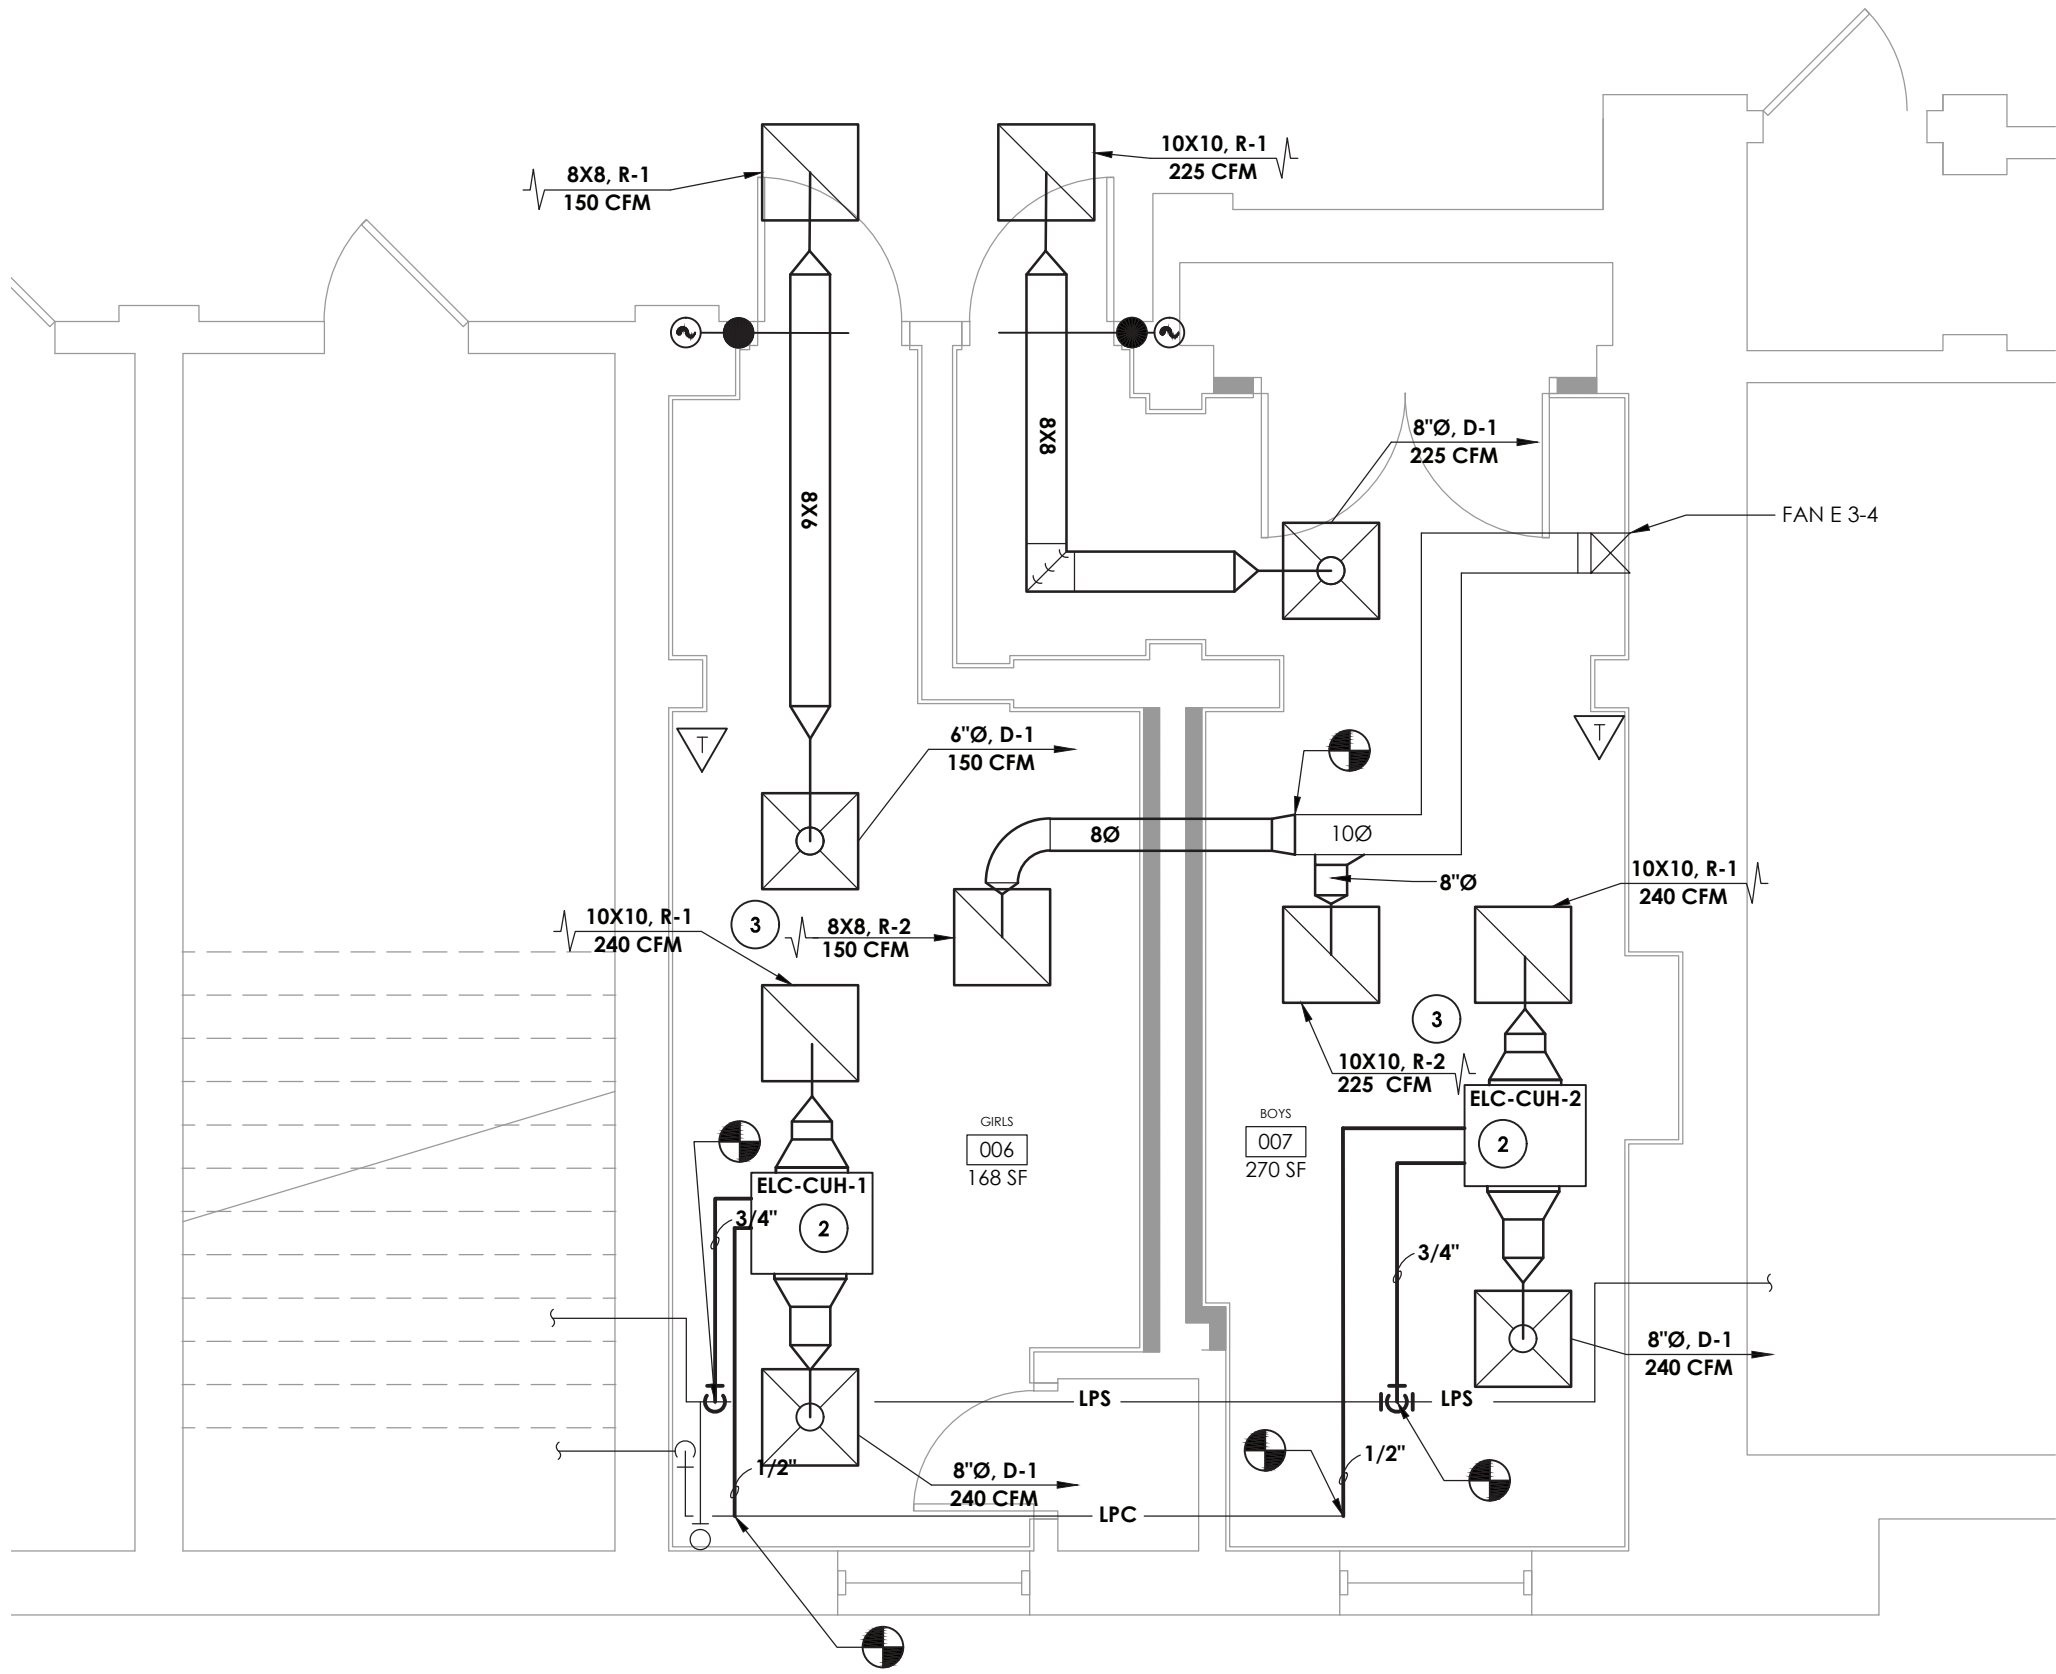 10X10, R-1
225 CFM
8X8, R-1
150 CFM
8X8
8"Ø, D-1
225 CFM
8X6
FAN E 3-4
T
T
6"Ø, D-1
150 CFM
8Ø
10Ø
10X10, R-1
240 CFM
8"Ø
10X10, R-1
240 CFM
3
8X8, R-2
150 CFM
3
10X10, R-2
225 CFM
ELC-CUH-2
2
GIRLS
006
168 SF
BOYS
007
270 SF
ELC-CUH-1
2
3/4"
3/4"
8"Ø, D-1
240 CFM
LPS
LPS
1/2"
1/2"
8"Ø, D-1
240 CFM
LPC